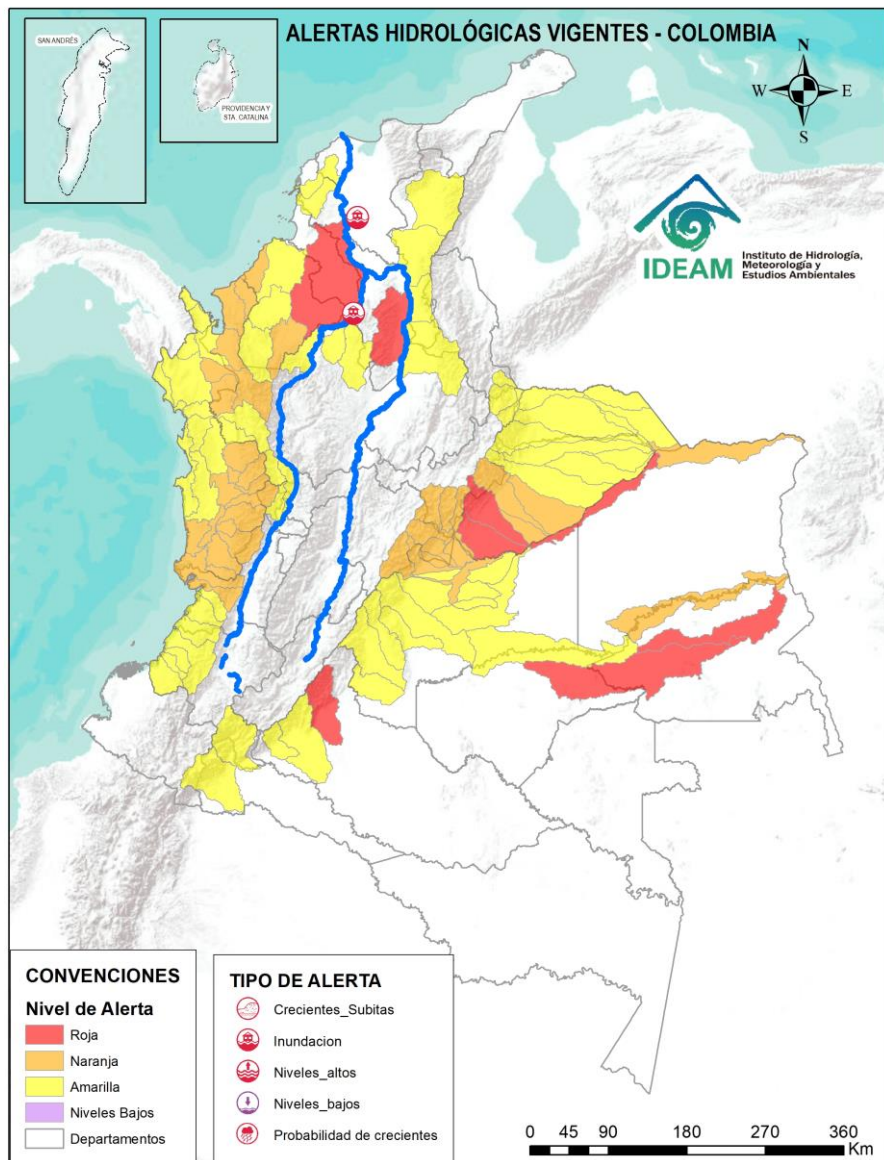 ALERTAS HIDROLÓGICAS VIGENTES - COLOMBIA
SAN ANDRÉS
PROVIDENCIA Y
STA. CATALINA
N
W
E
S
IDEAM
Instituto de Hidrología,
Meteorología y
Estudios Ambientales
CONVENCIONES
Nivel de Alerta
Roja
Naranja
Amarilla
Niveles Bajos
Departamentos
TIPO DE ALERTA
Crecientes_Subitas
Inundacion
Niveles_altos
Niveles_bajos
Probabilidad de crecientes
0 45 90 180 270 360
Km